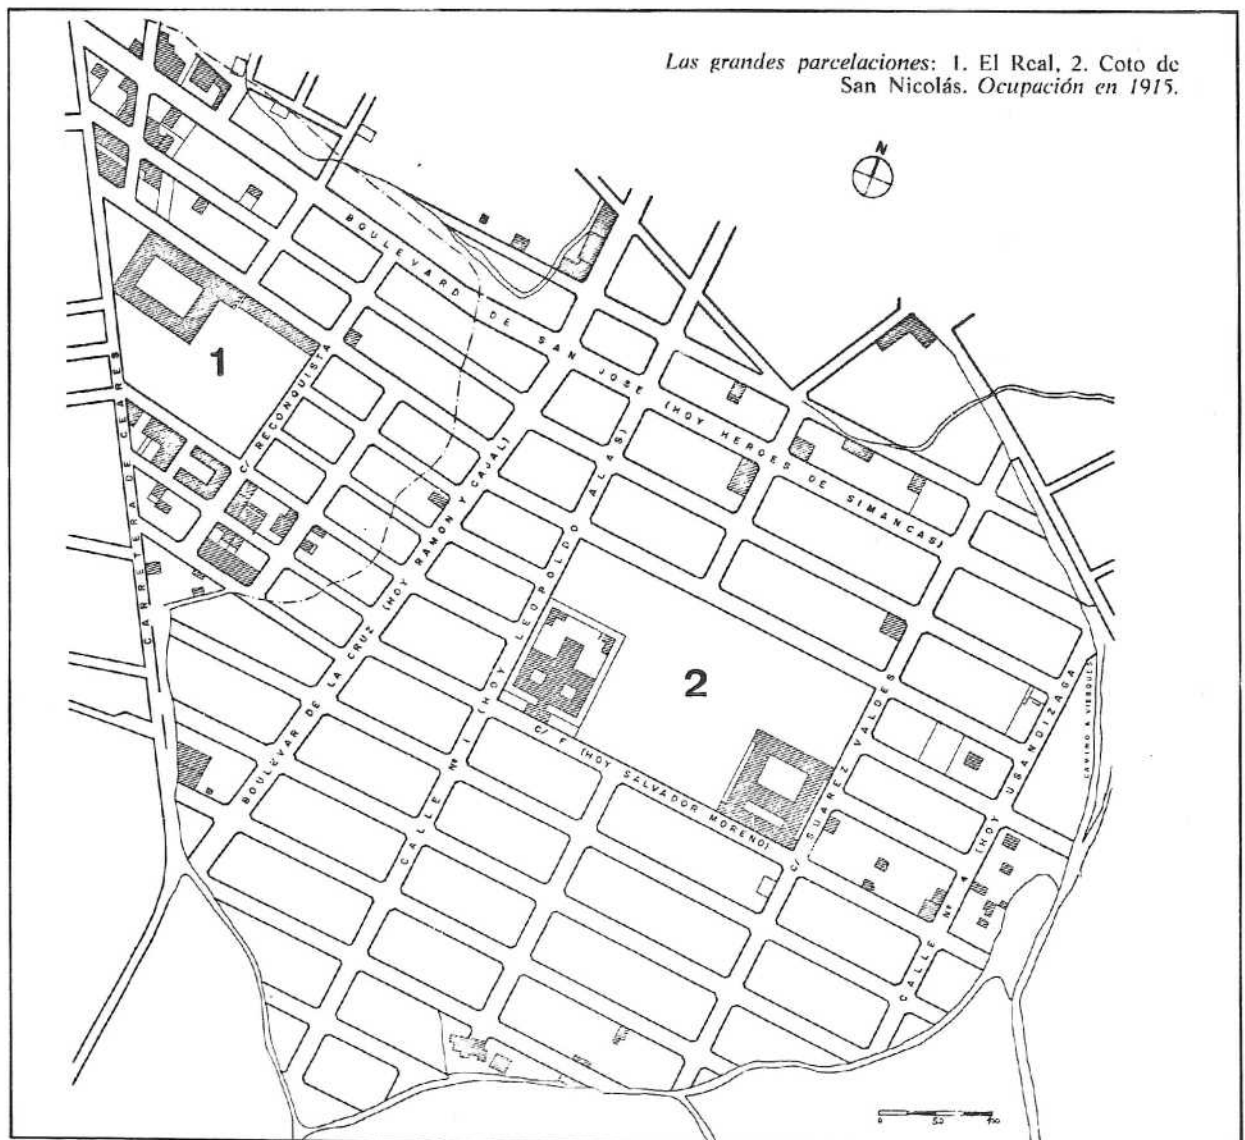 Las grandes parcelaciones: 1. El Real, 2. Coto de
San Nicolás. Ocupación en 1915.
N
BOULEVARD DE SAN JOSE (HOY HEROES DE SIMANCAS)
1
C/ RECONQUISTA
CARRETERA DE CEARES
BOULEVAR DE LA CRUZ (HOY RAMON Y CAJAL)
CALLE Nº 1 (HOY LEOPOLDO ALAS)
2
C/ F (HOY SALVADOR MORENO)
C/ SUAREZ VALDES
CALLE Nº 4 (HOY USANDIZAGA
CAMINO A VIESQUES
0 50 100